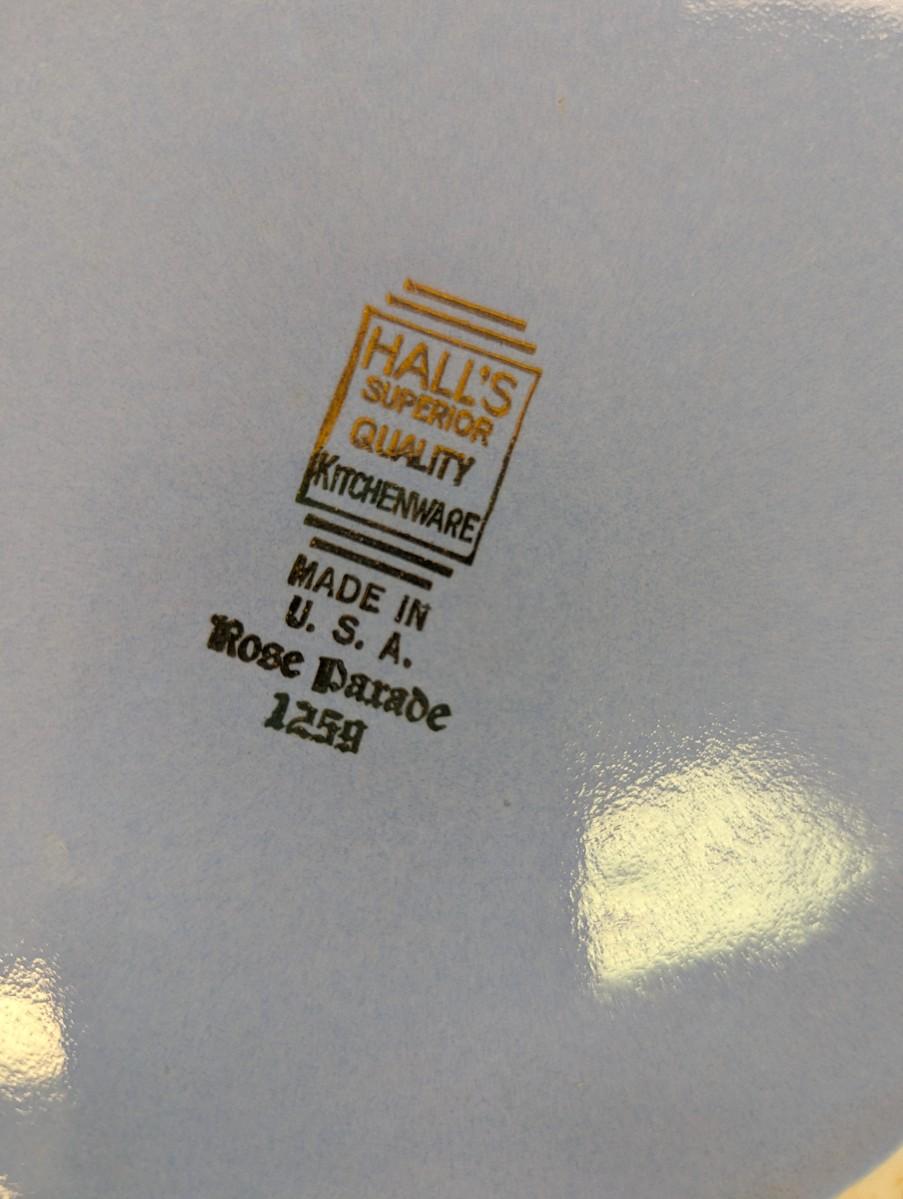 HALL'S
SUPERIOR
QUALITY
KITCHENWARE
MADE IN
U. S. A.
Rose Parade
1259